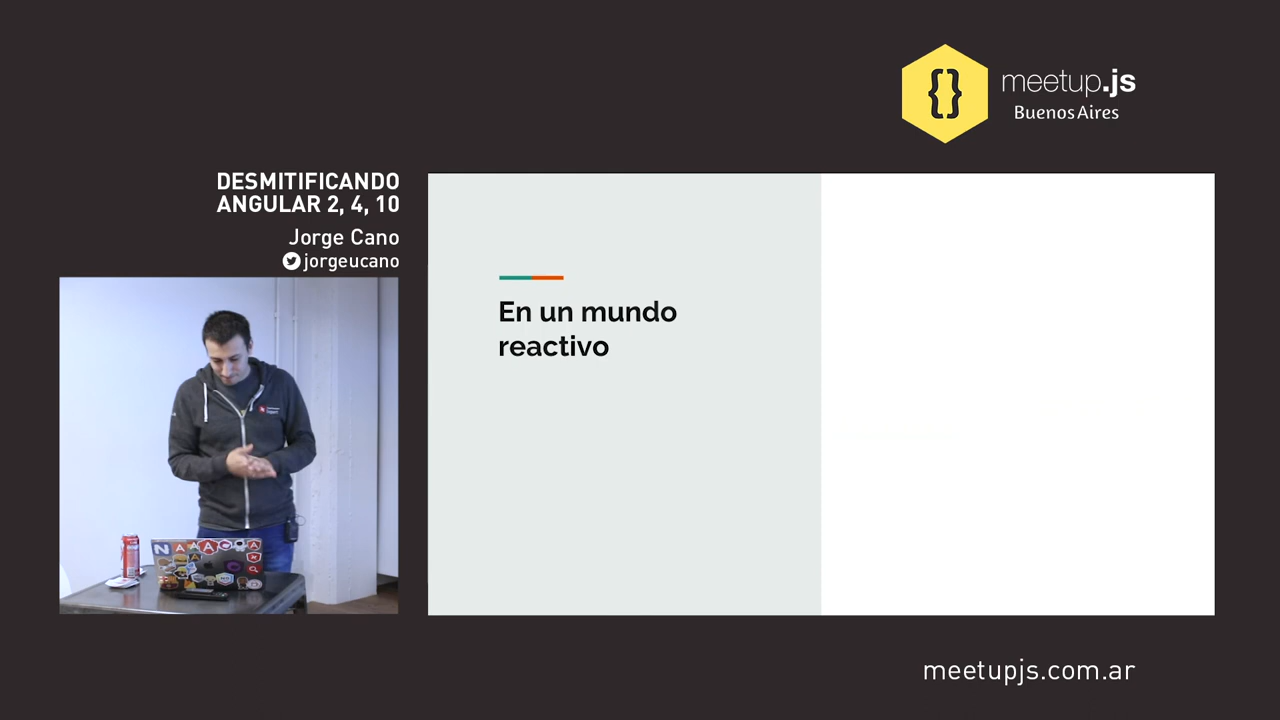 {}
meetup.js
Buenos Aires
DESMITIFICANDO
ANGULAR 2, 4, 10
Jorge Cano
jorgeucano
En un mundo
reactivo
N A A A A
meetupjs.com.ar